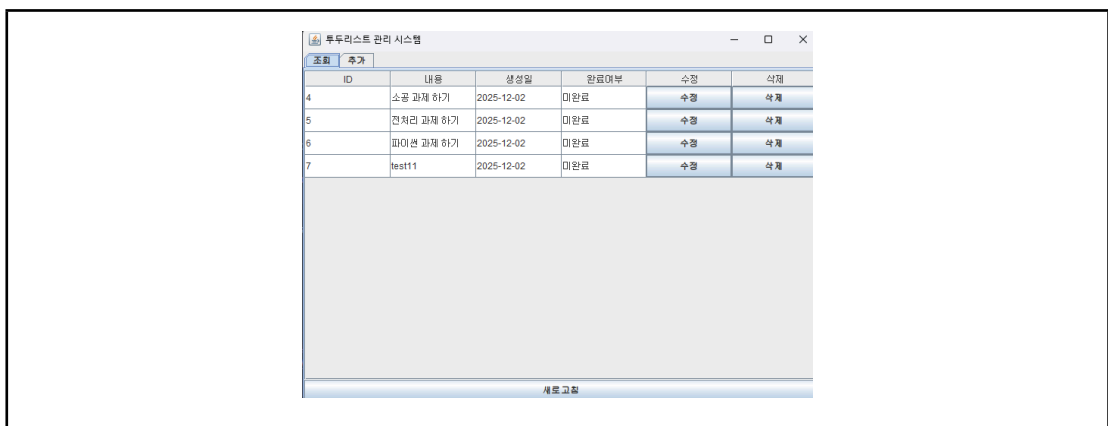 투두리스트 관리 시스템
조회 추가
ID 내용 생성일 완료여부 수정 삭제
4 소공 과제 하기 2025-12-02 미완료 수정 삭제
5 전처리 과제 하기 2025-12-02 미완료 수정 삭제
6 파이썬 과제 하기 2025-12-02 미완료 수정 삭제
7 test11 2025-12-02 미완료 수정 삭제
새로고침